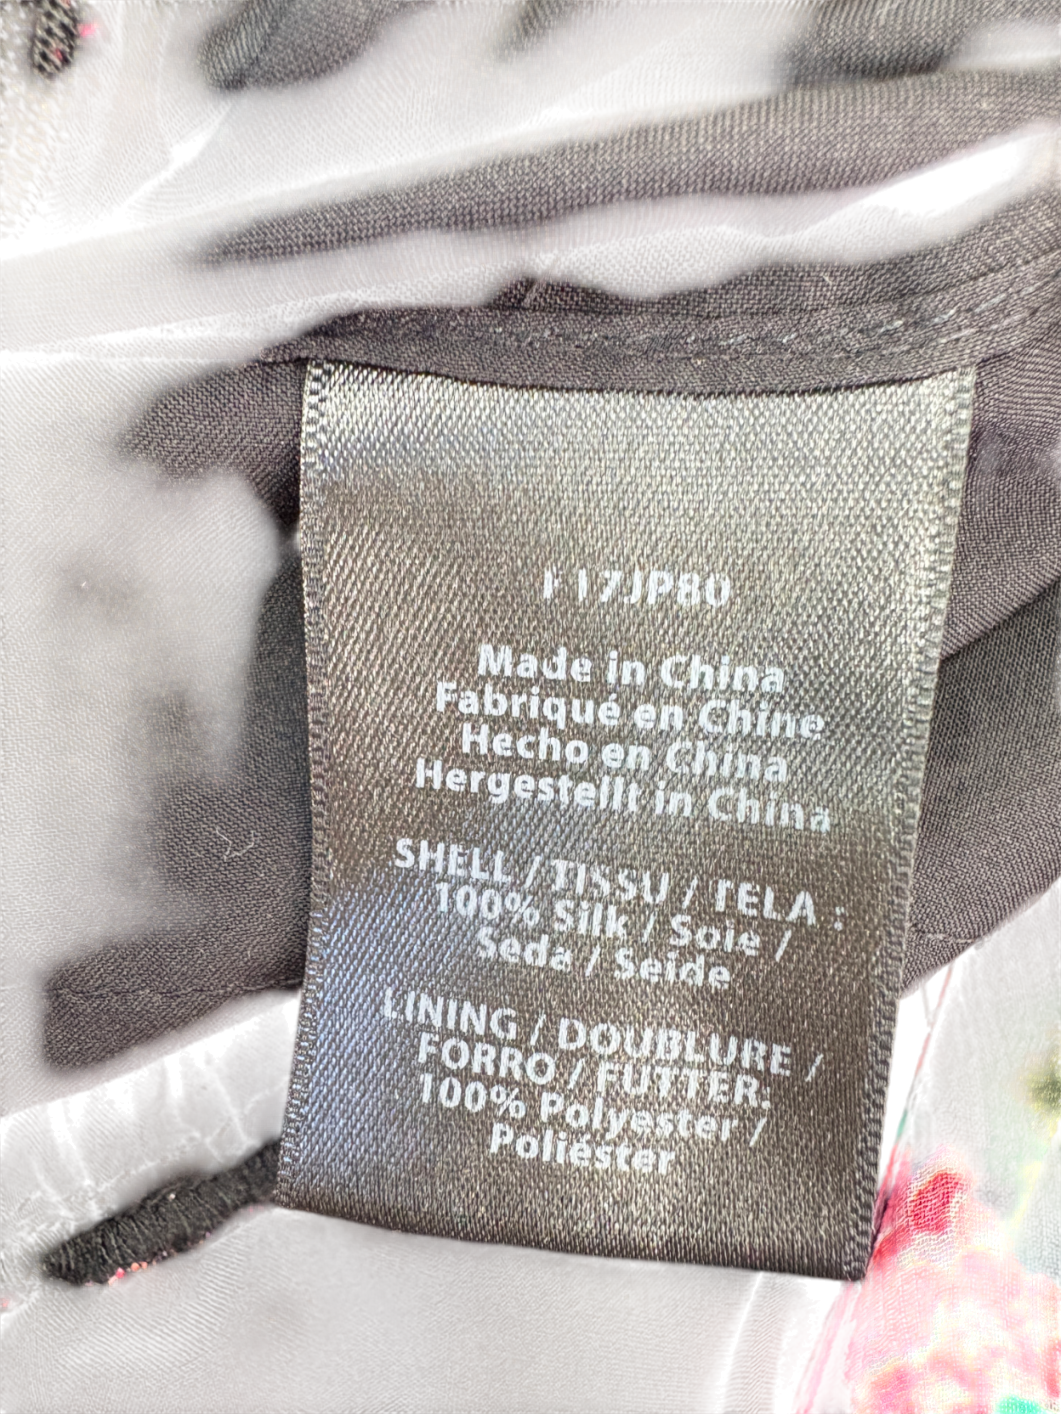 F17JP80
Made in China
Fabriqué en Chine
Hecho en China
Hergestellt in China
SHELL / TISSU / TELA :
100% Silk / Soie /
Seda / Seide
LINING / DOUBLURE /
FORRO / FUTTER:
100% Polyester /
Poliéster